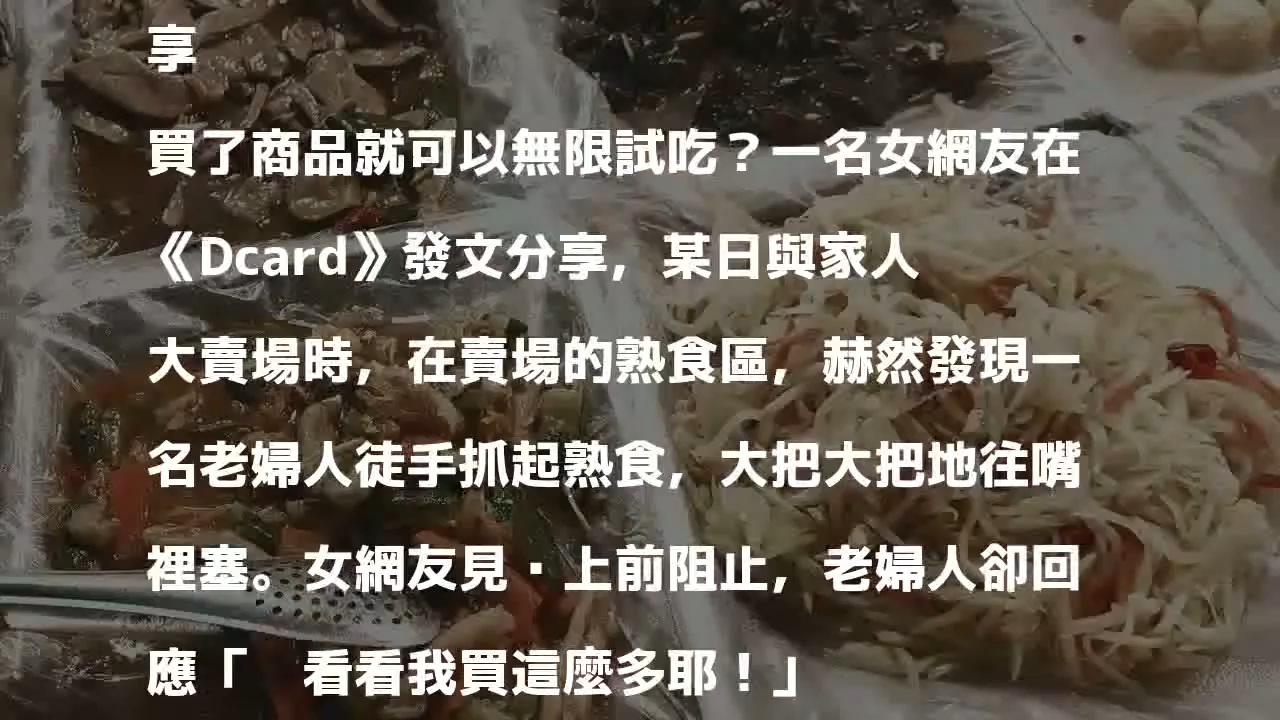 享
買了商品就可以無限試吃？一名女網友在
《Dcard》發文分享，某日與家人
大賣場時，在賣場的熟食區，赫然發現一
名老婦人徒手抓起熟食，大把大把地往嘴
裡塞。女網友見·上前阻止，老婦人卻回
應「　看看我買這麼多耶！」